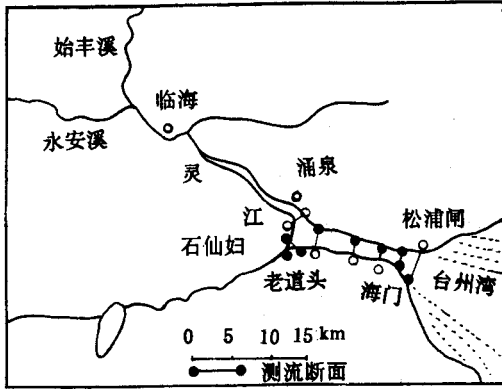 始丰溪
临海
永安溪
灵
涌泉
江
松浦闸
石仙妇
老道头
海门
台州湾
0 5 10 15 km
测流断面